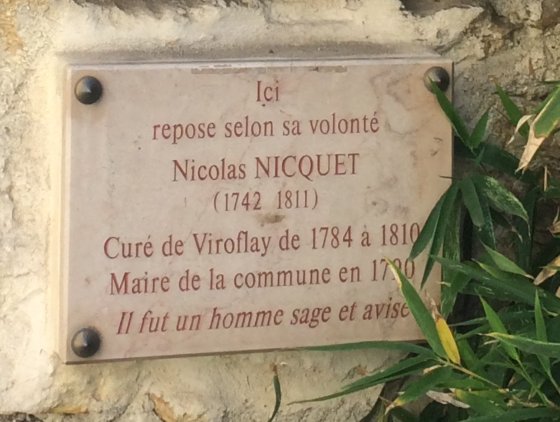 Ici
repose selon sa volonté
Nicolas NICQUET
(1742 1811)
Curé de Viroflay de 1784 à 1810
Maire de la commune en 1790
Il fut un homme sage et avisé